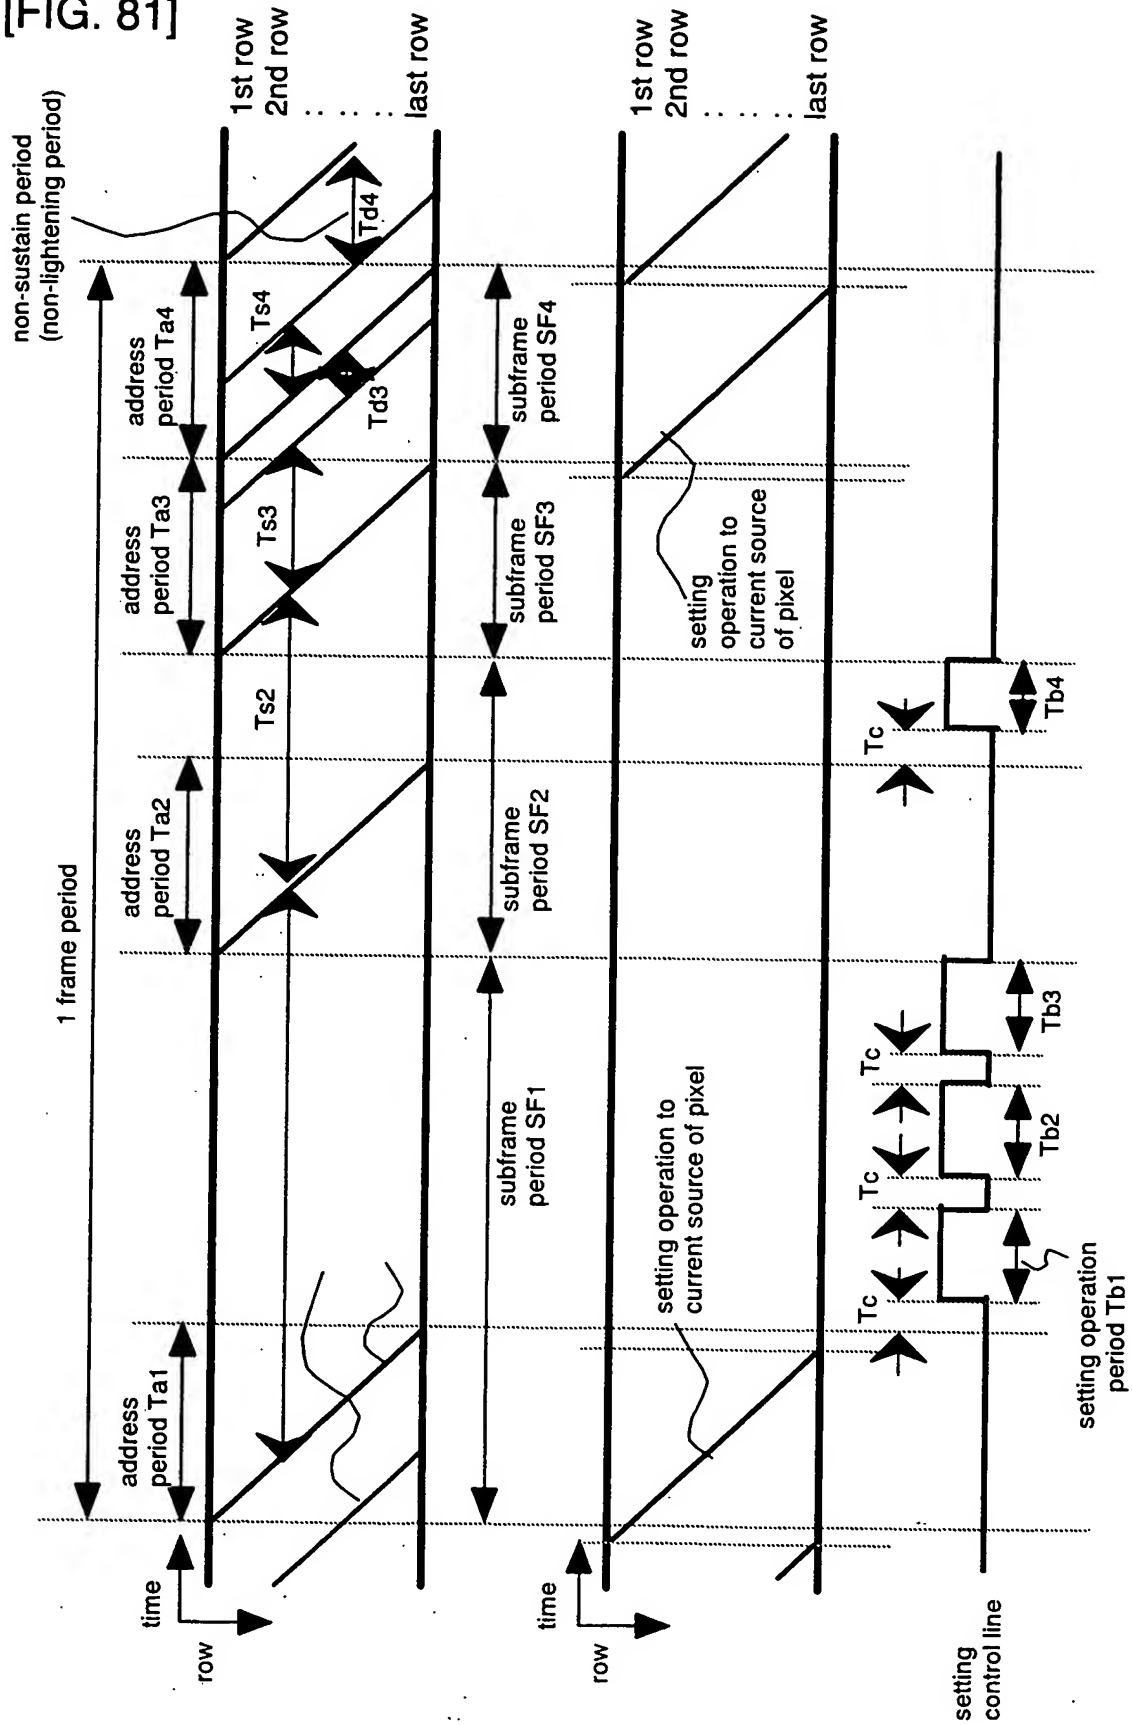 [FIG. 81]
1 frame period
non-sustain period
(non-lightening period)
address
period Ta1
address
period Ta2
address
period Ta3
address
period Ta4
time
row
Ts2
Ts3
Ts4
Td3
Td4
1st row
2nd row
: : : :
last row
subframe
period SF1
subframe
period SF2
subframe
period SF3
subframe
period SF4
time
row
setting operation to
current source of pixel
setting
operation to
current source
of pixel
1st row
2nd row
: : : :
last row
Tc
Tc
Tc
Tc
setting
control line
setting operation
period Tb1
Tb2
Tb3
Tb4